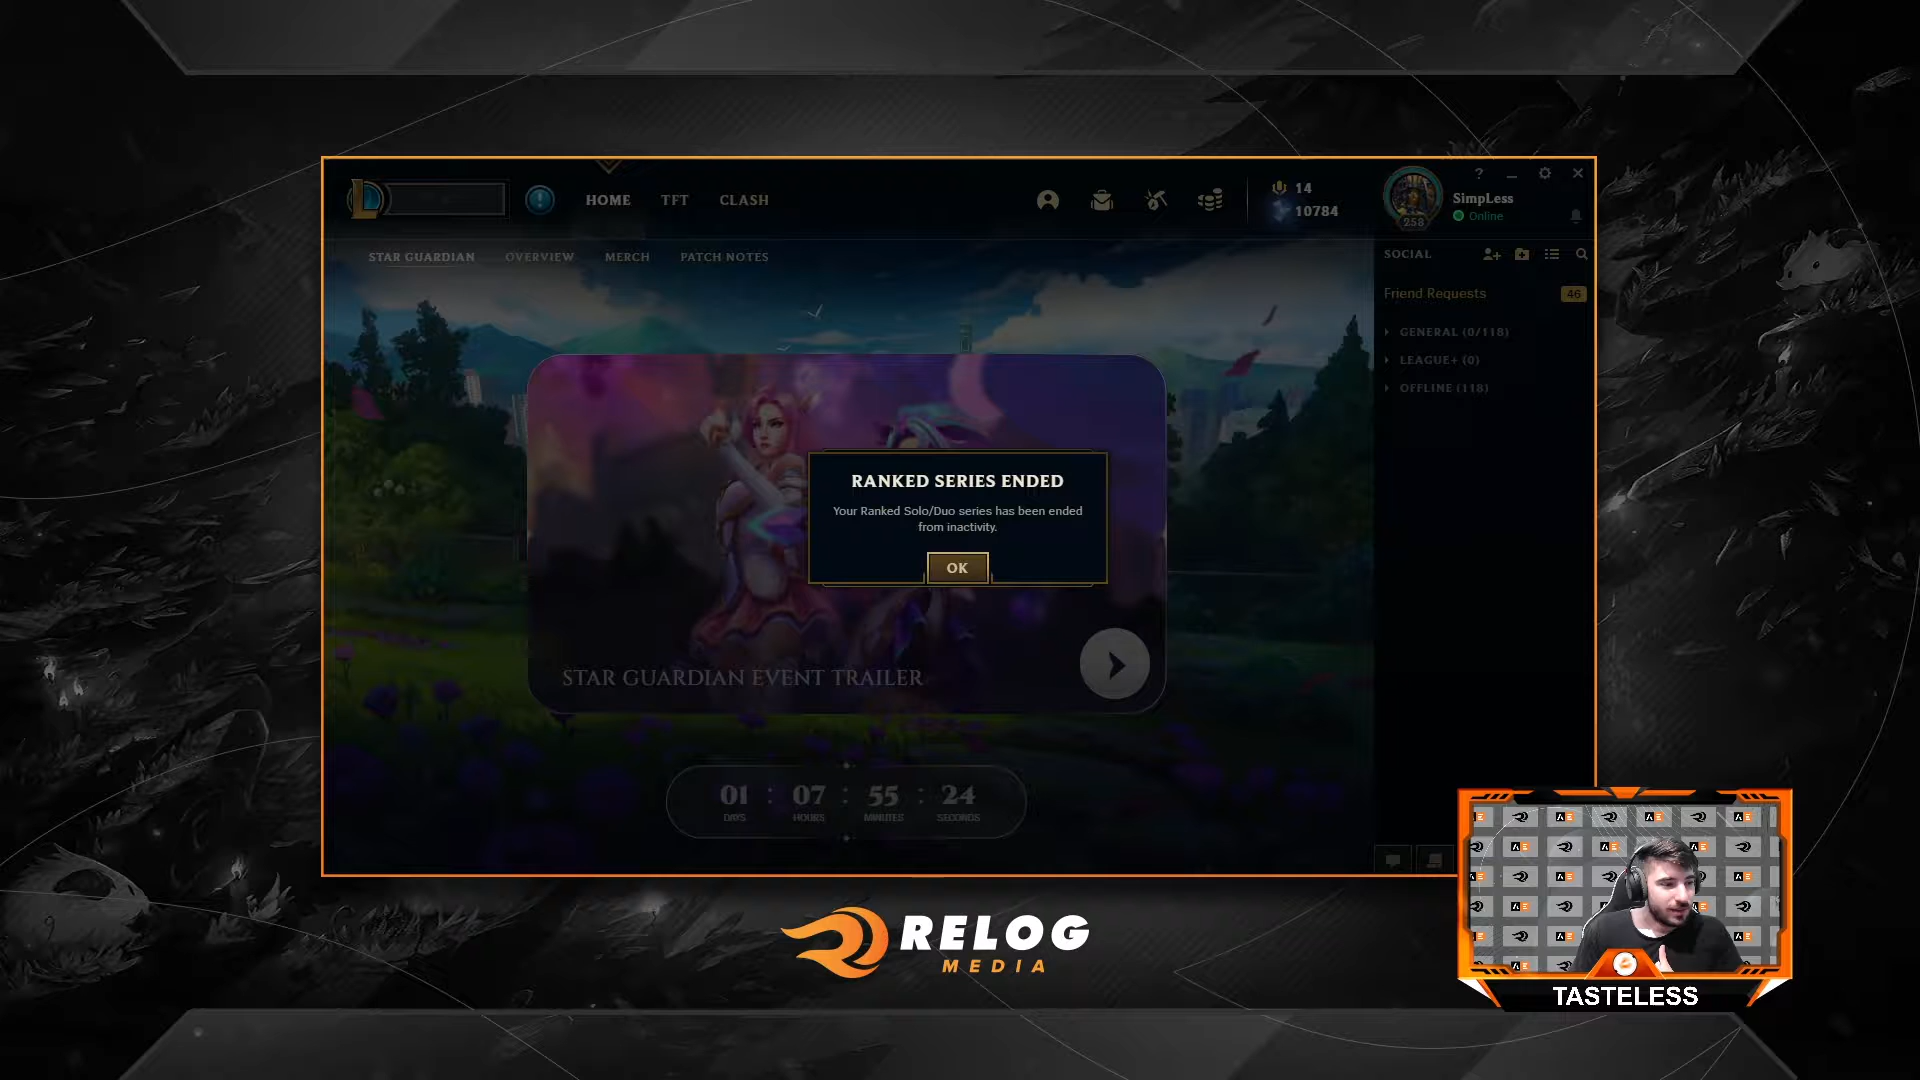 HOME
TFT
CLASH
14
10784
258
?
SimpLess
Online
STAR GUARDIAN
OVERVIEW
MERCH
PATCH NOTES
SOCIAL
Friend Requests
46
GENERAL (0/118)
LEAGUE+ (0)
OFFLINE (118)
RANKED SERIES ENDED
Your Ranked Solo/Duo series has been ended
from inactivity.
OK
STAR GUARDIAN EVENT TRAILER
01 : 07 : 55 : 24
DAYS HOURS MINUTES SECONDS
RELOG
MEDIA
TASTELESS